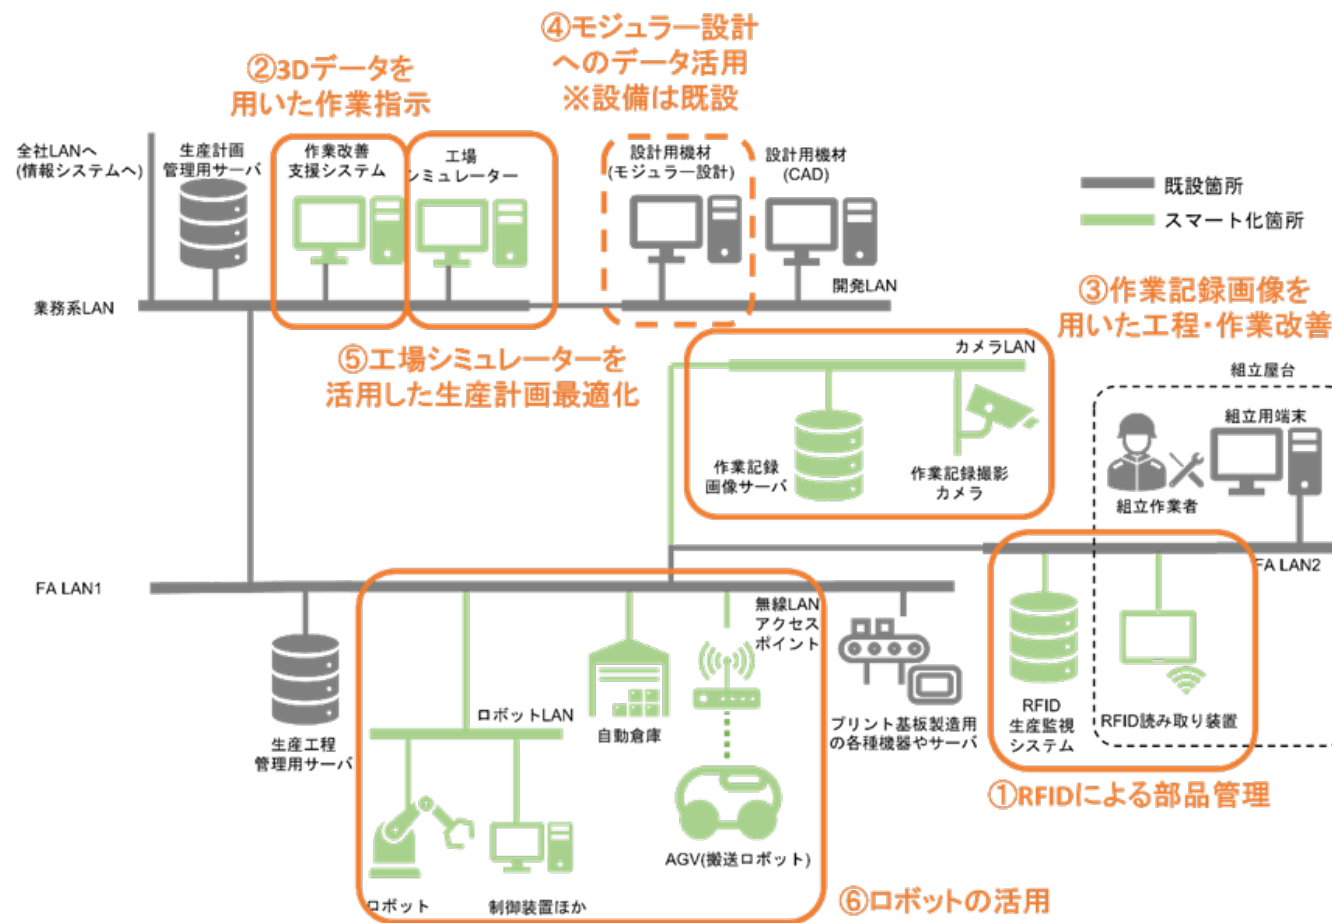 ④モジュラー設計
へのデータ活用
※設備は既設
②3Dデータを
用いた作業指示
全社LANへ
(情報システムへ)
生産計画
管理用サーバ
作業改善
支援システム
工場
シミュレーター
設計用機材
(モジュラー設計)
設計用機材
(CAD)
既設箇所
スマート化箇所
業務系LAN
開発LAN
③作業記録画像を
用いた工程・作業改善
⑤工場シミュレーターを
活用した生産計画最適化
カメラLAN
作業記録
画像サーバ
作業記録撮影
カメラ
組立屋台
組立用端末
組立作業者
FA LAN2
FA LAN1
無線LAN
アクセス
ポイント
生産工程
管理用サーバ
ロボットLAN
自動倉庫
プリント基板製造用
の各種機器やサーバ
RFID
生産監視
システム
RFID読み取り装置
①RFIDによる部品管理
AGV(搬送ロボット)
ロボット
制御装置ほか
⑥ロボットの活用